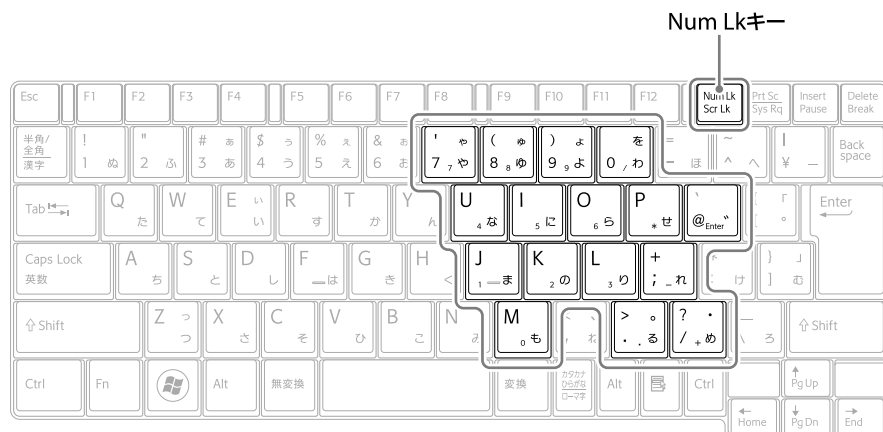 Num Lkキー
Esc F1 F2 F3 F4 F5 F6 F7 F8 F9 F10 F11 F12 Num Lk Scr Lk Prt Sc Sys Rq Insert Pause Delete Break
半角/ 全角 漢字 ! 1 ぬ " 2 ふ # ぁ 3 あ $ ぅ 4 う % ぇ 5 え & ぉ 6 お ' ゃ 7 7 や ( ゅ 8 8 ゆ ) ょ 9 9 よ を 0 / わ = - ほ ~ ^ へ | ¥ ー Back space
Tab Q た W て E ぃ い R す T か Y ん U 4 な I 5 に O 6 ら P * せ ` @ Enter ゛ [ 「 ゜ Enter
Caps Lock 英数 A ち S と D し F は G き H く J 1 ま K 2 の L 3 り + ; - れ * : け } 」 ] む
Shift Z っ つ X さ C そ V ひ B こ N み M 0 も 、 , ね > 。 . . る ? ・ / + め _ \ ろ Shift
Ctrl Fn Alt 無変換 変換 カタカナ ひらがな ローマ字 Alt Ctrl Pg Up
Home Pg Dn End